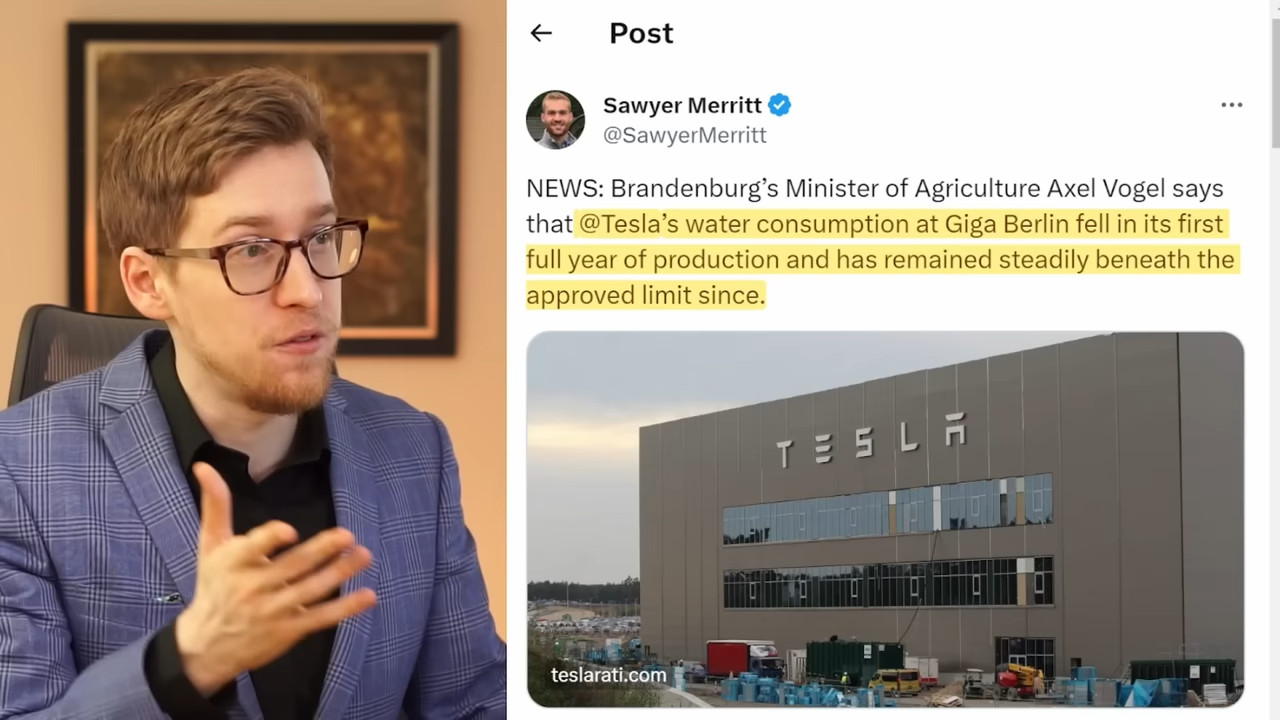 Post
Sawyer Merritt
@SawyerMerritt
NEWS: Brandenburg’s Minister of Agriculture Axel Vogel says
that @Tesla’s water consumption at Giga Berlin fell in its first
full year of production and has remained steadily beneath the
approved limit since.
TESLA
teslarati.com